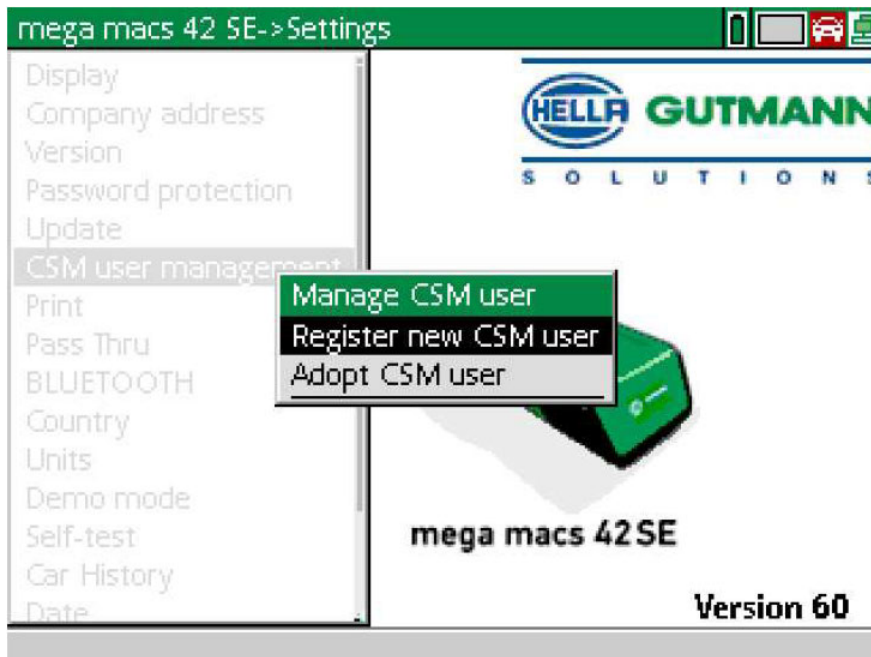 mega macs 42 SE->Settings
Display
Company address
Version
Password protection
Update
CSM user management
Print
Pass Thru
BLUETOOTH
Country
Units
Demo mode
Self-test
Car History
Date
Manage CSM user
Register new CSM user
Adopt CSM user
HELLA GUTMANN
SOLUTIONS
mega macs 42SE
Version 60